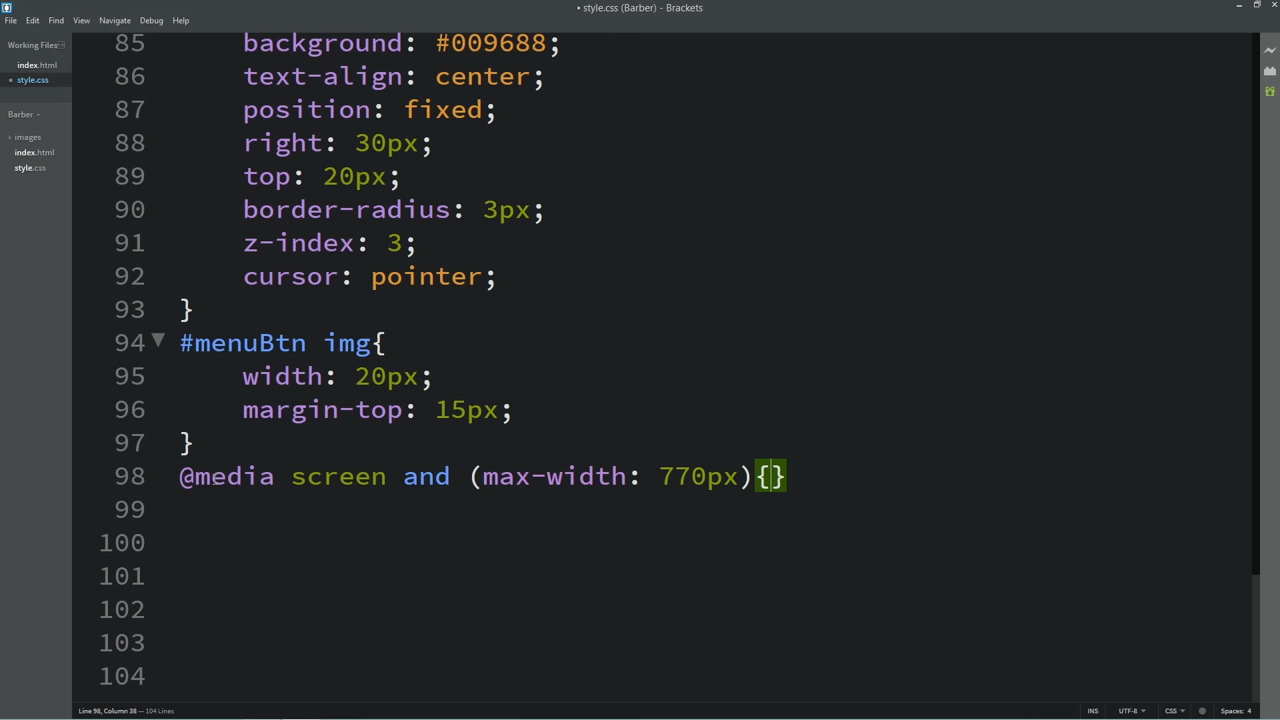 • style.css (Barber) - Brackets
File Edit Find View Navigate Debug Help
Working Files
index.html
• style.css
Barber
images
index.html
style.css
85 background: #009688;
86 text-align: center;
87 position: fixed;
88 right: 30px;
89 top: 20px;
90 border-radius: 3px;
91 z-index: 3;
92 cursor: pointer;
93 }
94 #menuBtn img{
95 width: 20px;
96 margin-top: 15px;
97 }
98 @media screen and (max-width: 770px){}
99
100
101
102
103
104
Line 98, Column 38 — 104 Lines INS UTF-8 CSS Spaces: 4